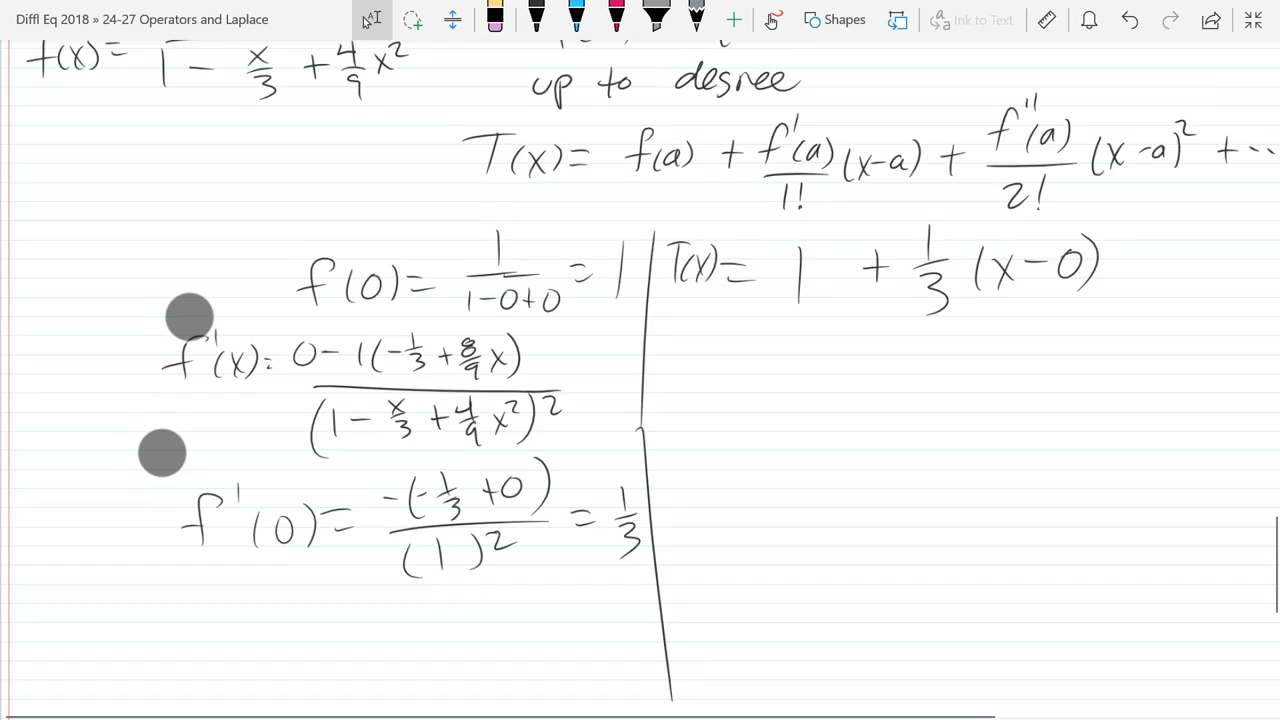 Diffl Eq 2018 » 24-27 Operators and Laplace
Shapes
Ink to Text
f(x) = 1 - x/3 + 4/9 x²
up to degree
T(x) = f(a) + f'(a)/1! (x-a) + f''(a)/2! (x-a)² + ...
f(0) = 1/(1-0+0) = 1
T(x) = 1 + 1/3 (x-0)
f'(x) = 0 - 1(-1/3 + 8/9 x) / (1 - x/3 + 4/9 x²)²
f'(0) = -(-1/3 + 0) / (1)² = 1/3